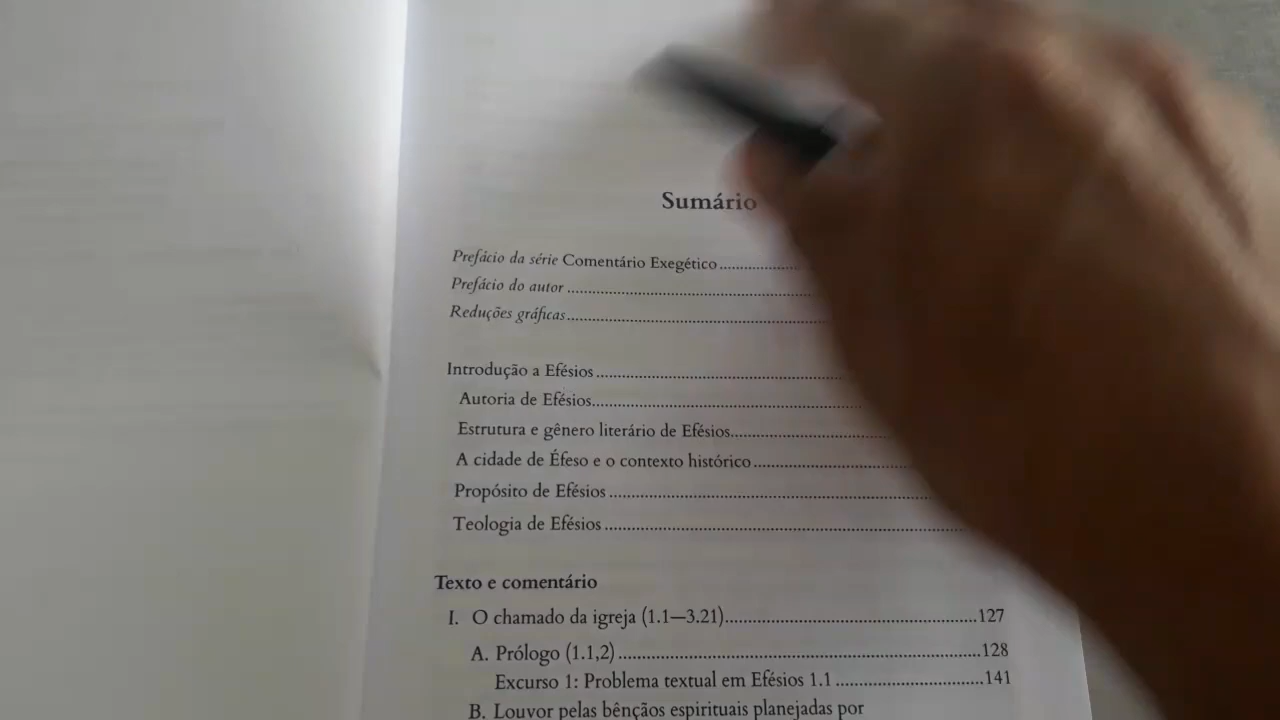 Sumário
Prefácio da série Comentário Exegético
Prefácio do autor
Reduções gráficas
Introdução a Efésios
Autoria de Efésios
Estrutura e gênero literário de Efésios
A cidade de Éfeso e o contexto histórico
Propósito de Efésios
Teologia de Efésios
Texto e comentário
I. O chamado da igreja (1.1—3.21) 127
A. Prólogo (1.1,2) 128
Excurso 1: Problema textual em Efésios 1.1 141
B. Louvor pelas bênçãos espirituais planejadas por